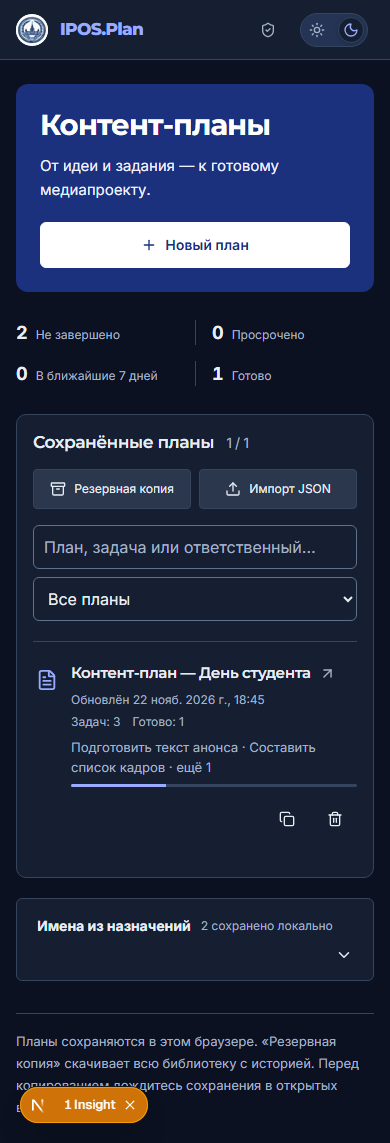 IPOS.Plan
Контент-планы
От идеи и задания — к готовому
медиапроекту.
Новый план
2 Не завершено
0 Просрочено
0 В ближайшие 7 дней
1 Готово
Сохранённые планы 1 / 1
Резервная копия
Импорт JSON
План, задача или ответственный...
Все планы
Контент-план — День студента
Обновлён 22 нояб. 2026 г., 18:45
Задач: 3 Готово: 1
Подготовить текст анонса · Составить
список кадров · ещё 1
Имена из назначений 2 сохранено локально
Планы сохраняются в этом браузере. «Резервная
копия» скачивает всю библиотеку с историей. Перед
копированием дождитесь сохранения в открытых
N 1 Insight